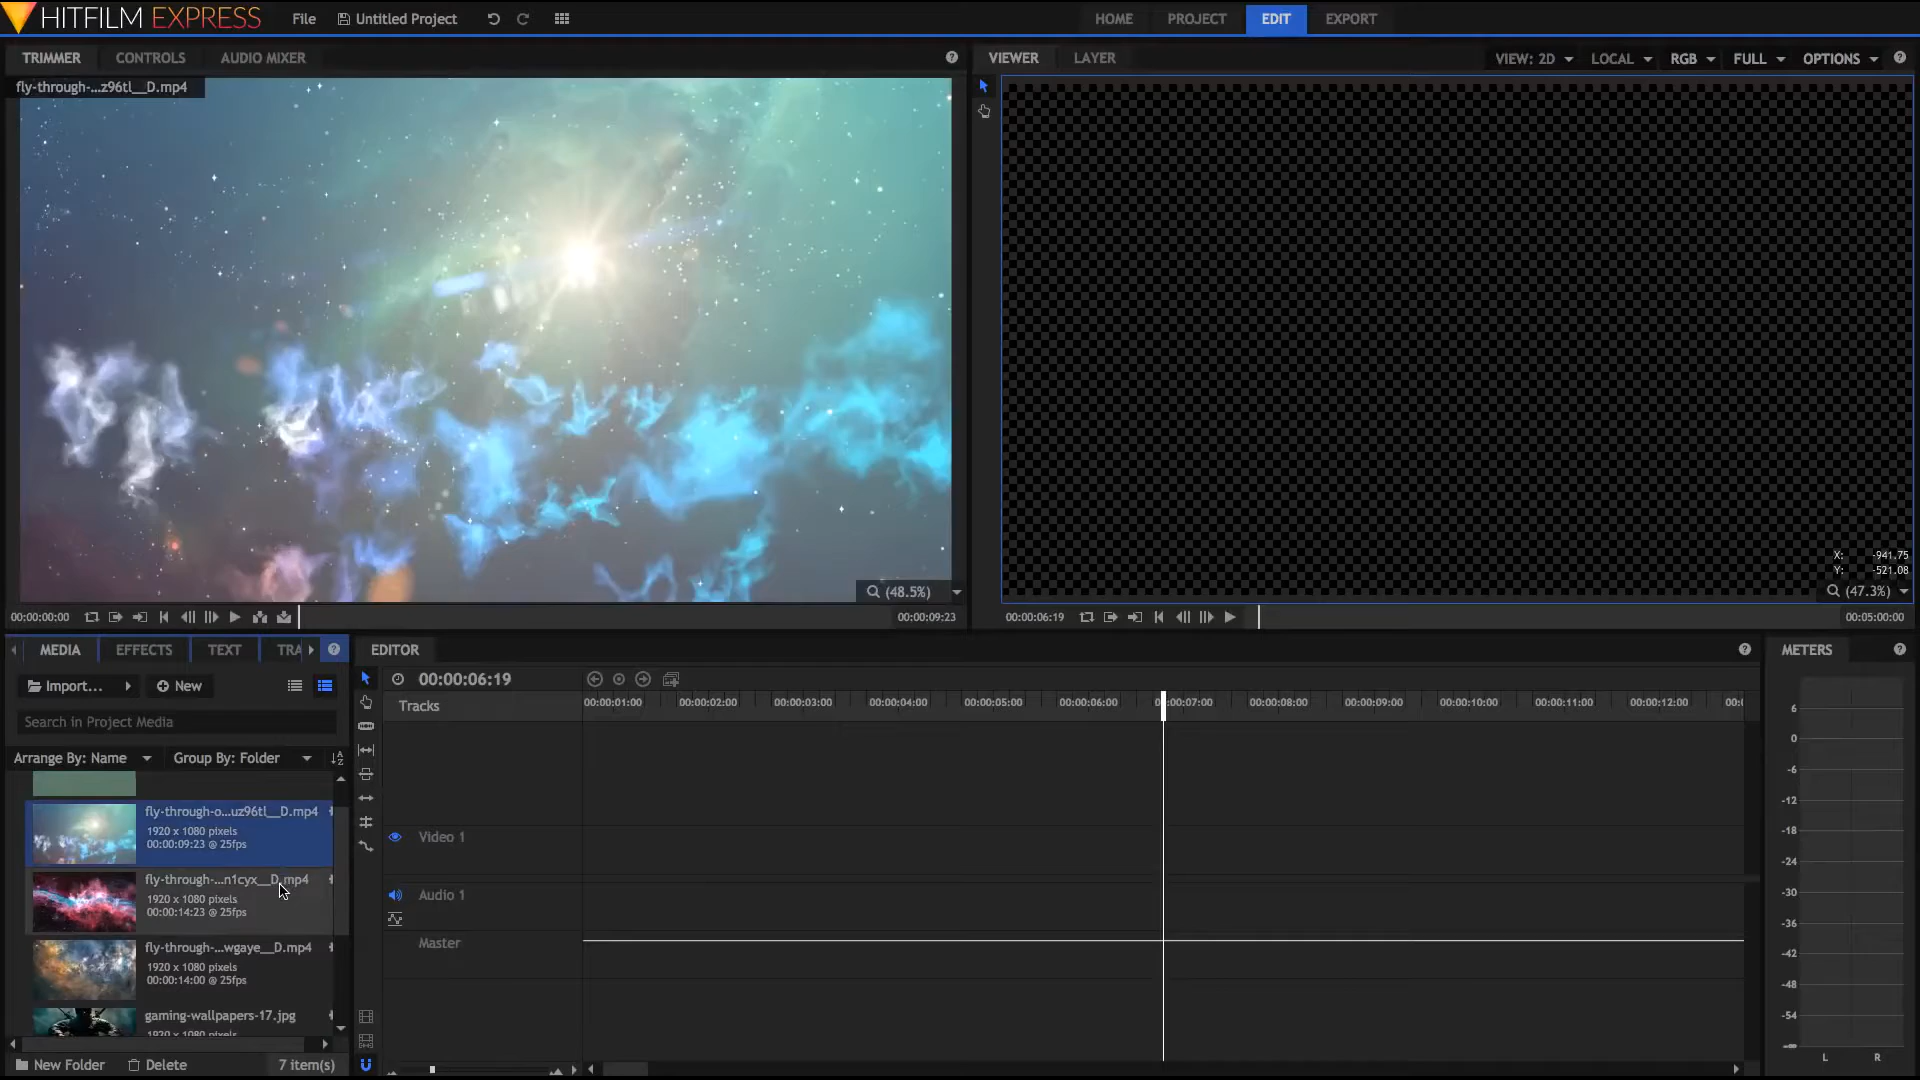 HITFILM EXPRESS
File
Untitled Project
HOME
PROJECT
EDIT
EXPORT
TRIMMER
CONTROLS
AUDIO MIXER
VIEWER
LAYER
VIEW: 2D
LOCAL
RGB
FULL
OPTIONS
fly-through-...z96tl__D.mp4
X: -941.75
Y: -521.08
(48.5%)
(47.3%)
00:00:00:00
00:00:09:23
00:00:06:19
00:05:00:00
MEDIA
EFFECTS
TEXT
TRA
EDITOR
METERS
Import...
New
00:00:06:19
Search in Project Media
Tracks
00:00:01:00
00:00:02:00
00:00:03:00
00:00:04:00
00:00:05:00
00:00:06:00
00:00:07:00
00:00:08:00
00:00:09:00
00:00:10:00
00:00:11:00
00:00:12:00
Arrange By: Name
Group By: Folder
fly-through-o...uz96tl__D.mp4
1920 x 1080 pixels
00:00:09:23 @ 25fps
fly-through-...n1cyx__D.mp4
1920 x 1080 pixels
00:00:14:23 @ 25fps
fly-through-...wgaye__D.mp4
1920 x 1080 pixels
00:00:14:00 @ 25fps
gaming-wallpapers-17.jpg
1920 x 1080 pixels
Video 1
Audio 1
Master
6
0
-6
-12
-18
-24
-30
-36
-42
-48
-54
-∞
L
R
New Folder
Delete
7 item(s)